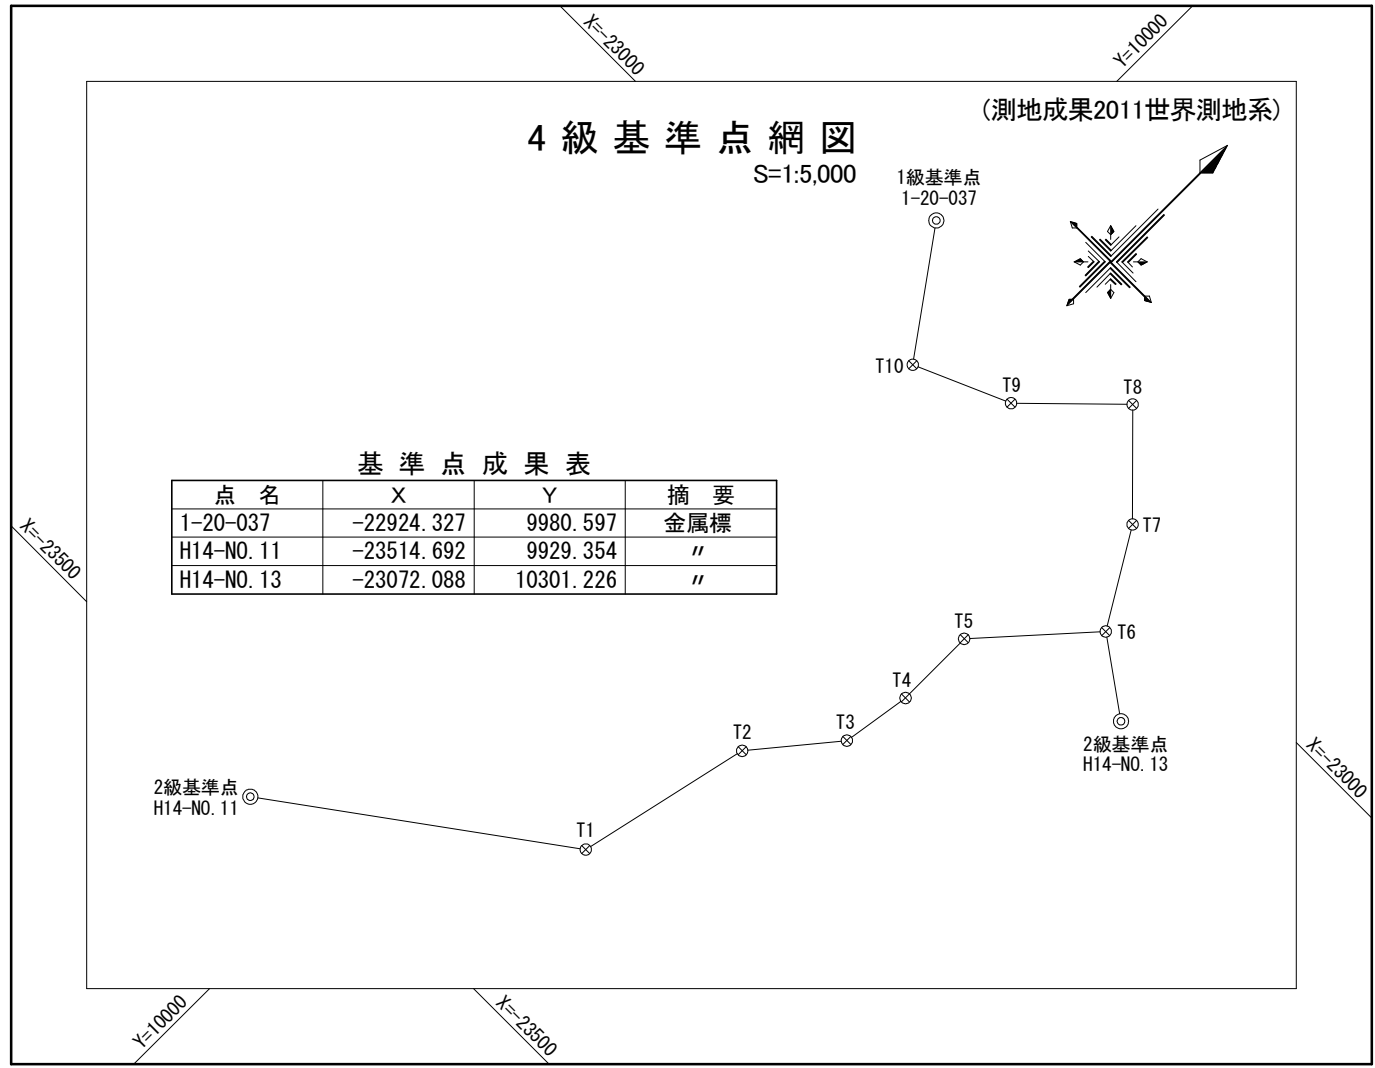 X=-23000
Y=10000
(測地成果2011世界測地系)
4級基準点網図
S=1:5,000
1級基準点
1-20-037
T10
T9
T8
基準点成果表
点名 X Y 摘要
1-20-037 -22924.327 9980.597 金属標
H14-NO.11 -23514.692 9929.354 〃
H14-NO.13 -23072.088 10301.226 〃
X=-23500
T7
T5
T6
T4
T3
T2
2級基準点
H14-NO.13
X=-23000
2級基準点
H14-NO.11
T1
Y=10000
X=-23500